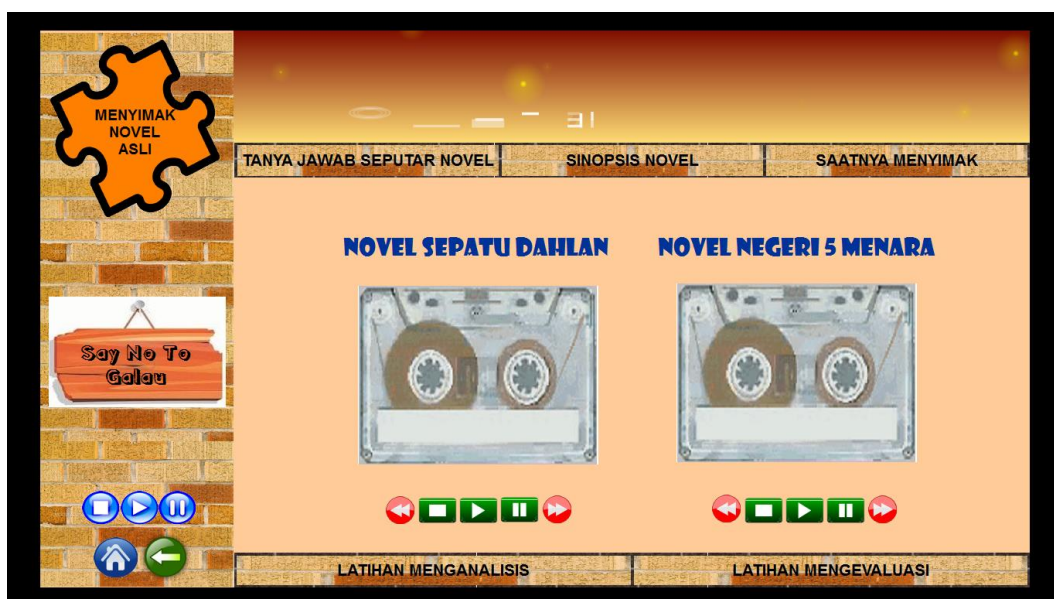 MENYIMAK
NOVEL
ASLI
TANYA JAWAB SEPUTAR NOVEL
SINOPSIS NOVEL
SAATNYA MENYIMAK
NOVEL SEPATU DAHLAN
NOVEL NEGERI 5 MENARA
Say No To
Galau
LATIHAN MENGANALISIS
LATIHAN MENGEVALUASI